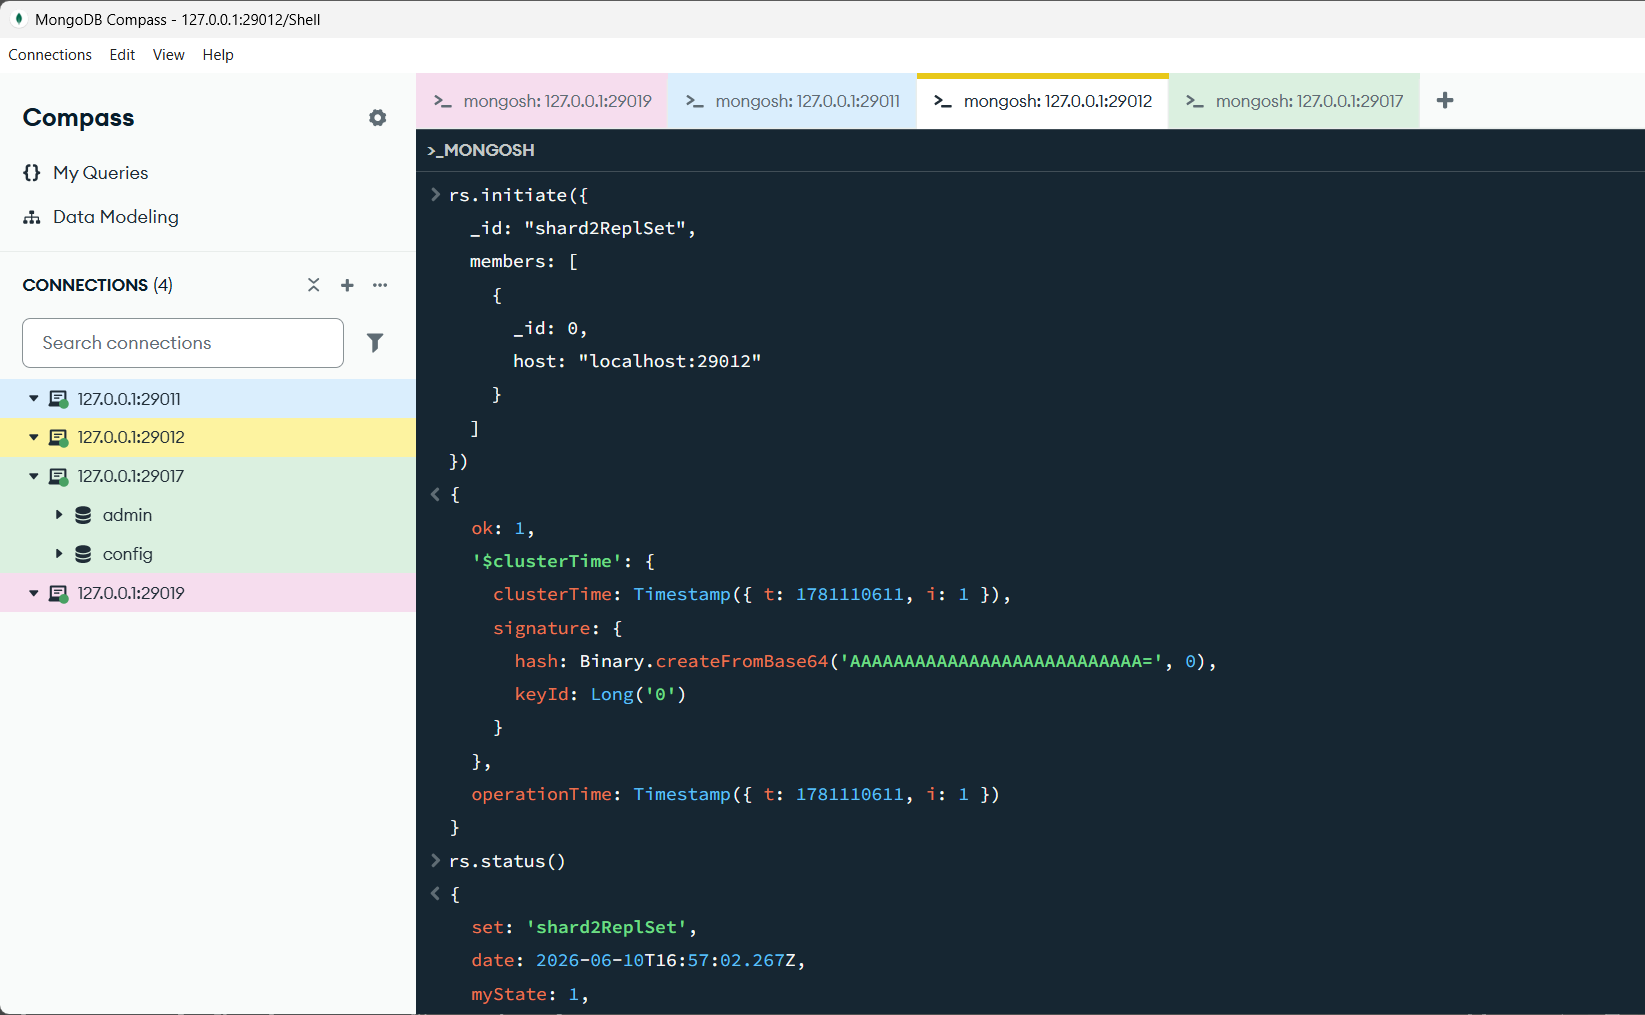 MongoDB Compass - 127.0.0.1:29012/Shell
Connections Edit View Help
Compass
My Queries
Data Modeling
CONNECTIONS (4)
Search connections
127.0.0.1:29011
127.0.0.1:29012
127.0.0.1:29017
admin
config
127.0.0.1:29019
>_ mongosh: 127.0.0.1:29019 >_ mongosh: 127.0.0.1:29011 >_ mongosh: 127.0.0.1:29012 >_ mongosh: 127.0.0.1:29017 +
>_MONGOSH
> rs.initiate({
_id: "shard2ReplSet",
members: [
{
_id: 0,
host: "localhost:29012"
}
]
})
< {
ok: 1,
'$clusterTime': {
clusterTime: Timestamp({ t: 1781110611, i: 1 }),
signature: {
hash: Binary.createFromBase64('AAAAAAAAAAAAAAAAAAAAAAAAAAA=', 0),
keyId: Long('0')
}
},
operationTime: Timestamp({ t: 1781110611, i: 1 })
}
> rs.status()
< {
set: 'shard2ReplSet',
date: 2026-06-10T16:57:02.267Z,
myState: 1,